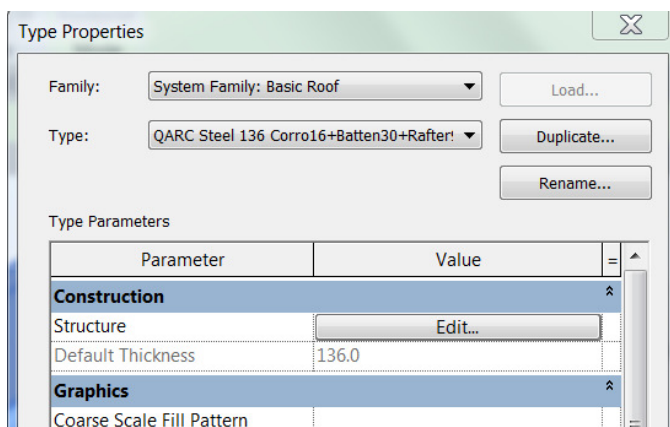 Type Properties
Family: System Family: Basic Roof Load...
Type: QARC Steel 136 Corro16+Batten30+Rafter Duplicate...
Rename...
Type Parameters
Parameter Value =
Construction
Structure Edit...
Default Thickness 136.0
Graphics
Coarse Scale Fill Pattern